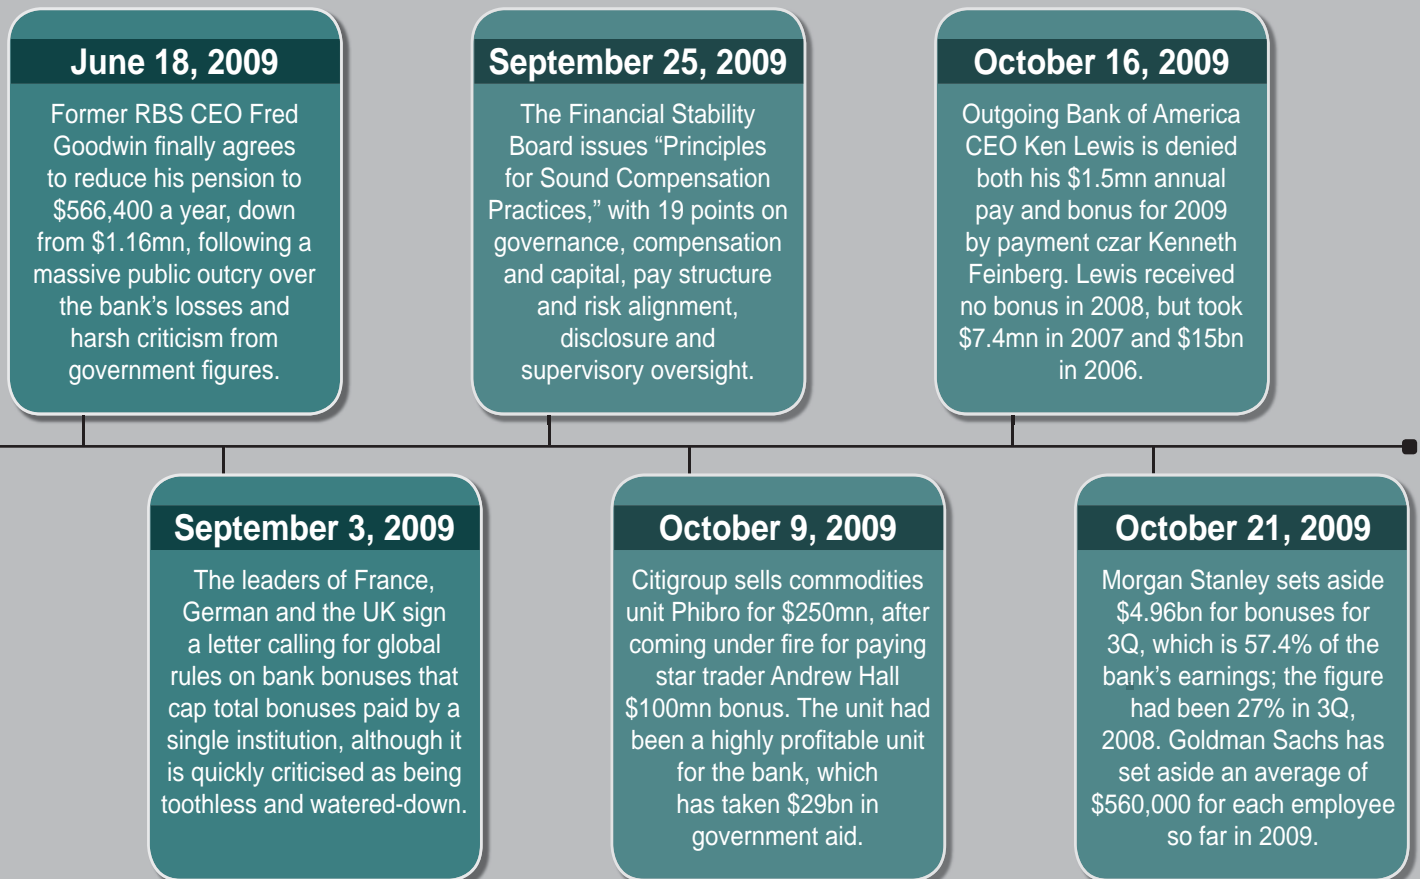 June 18, 2009
Former RBS CEO Fred
Goodwin finally agrees
to reduce his pension to
$566,400 a year, down
from $1.16mn, following a
massive public outcry over
the bank’s losses and
harsh criticism from
government figures.
September 3, 2009
The leaders of France,
German and the UK sign
a letter calling for global
rules on bank bonuses that
cap total bonuses paid by a
single institution, although it
is quickly criticised as being
toothless and watered-down.
September 25, 2009
The Financial Stability
Board issues “Principles
for Sound Compensation
Practices,” with 19 points on
governance, compensation
and capital, pay structure
and risk alignment,
disclosure and
supervisory oversight.
October 9, 2009
Citigroup sells commodities
unit Phibro for $250mn, after
coming under fire for paying
star trader Andrew Hall
$100mn bonus. The unit had
been a highly profitable unit
for the bank, which
has taken $29bn in
government aid.
October 16, 2009
Outgoing Bank of America
CEO Ken Lewis is denied
both his $1.5mn annual
pay and bonus for 2009
by payment czar Kenneth
Feinberg. Lewis received
no bonus in 2008, but took
$7.4mn in 2007 and $15bn
in 2006.
October 21, 2009
Morgan Stanley sets aside
$4.96bn for bonuses for
3Q, which is 57.4% of the
bank’s earnings; the figure
had been 27% in 3Q,
2008. Goldman Sachs has
set aside an average of
$560,000 for each employee
so far in 2009.